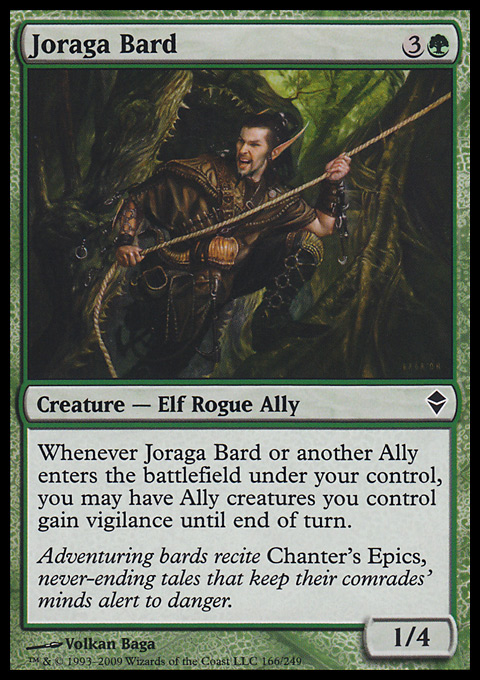 Joraga Bard 3
Creature — Elf Rogue Ally
Whenever Joraga Bard or another Ally
enters the battlefield under your control,
you may have Ally creatures you control
gain vigilance until end of turn.
Adventuring bards recite Chanter's Epics,
never-ending tales that keep their comrades'
minds alert to danger.
Volkan Baga
1/4
™ & © 1993–2009 Wizards of the Coast LLC 166/249